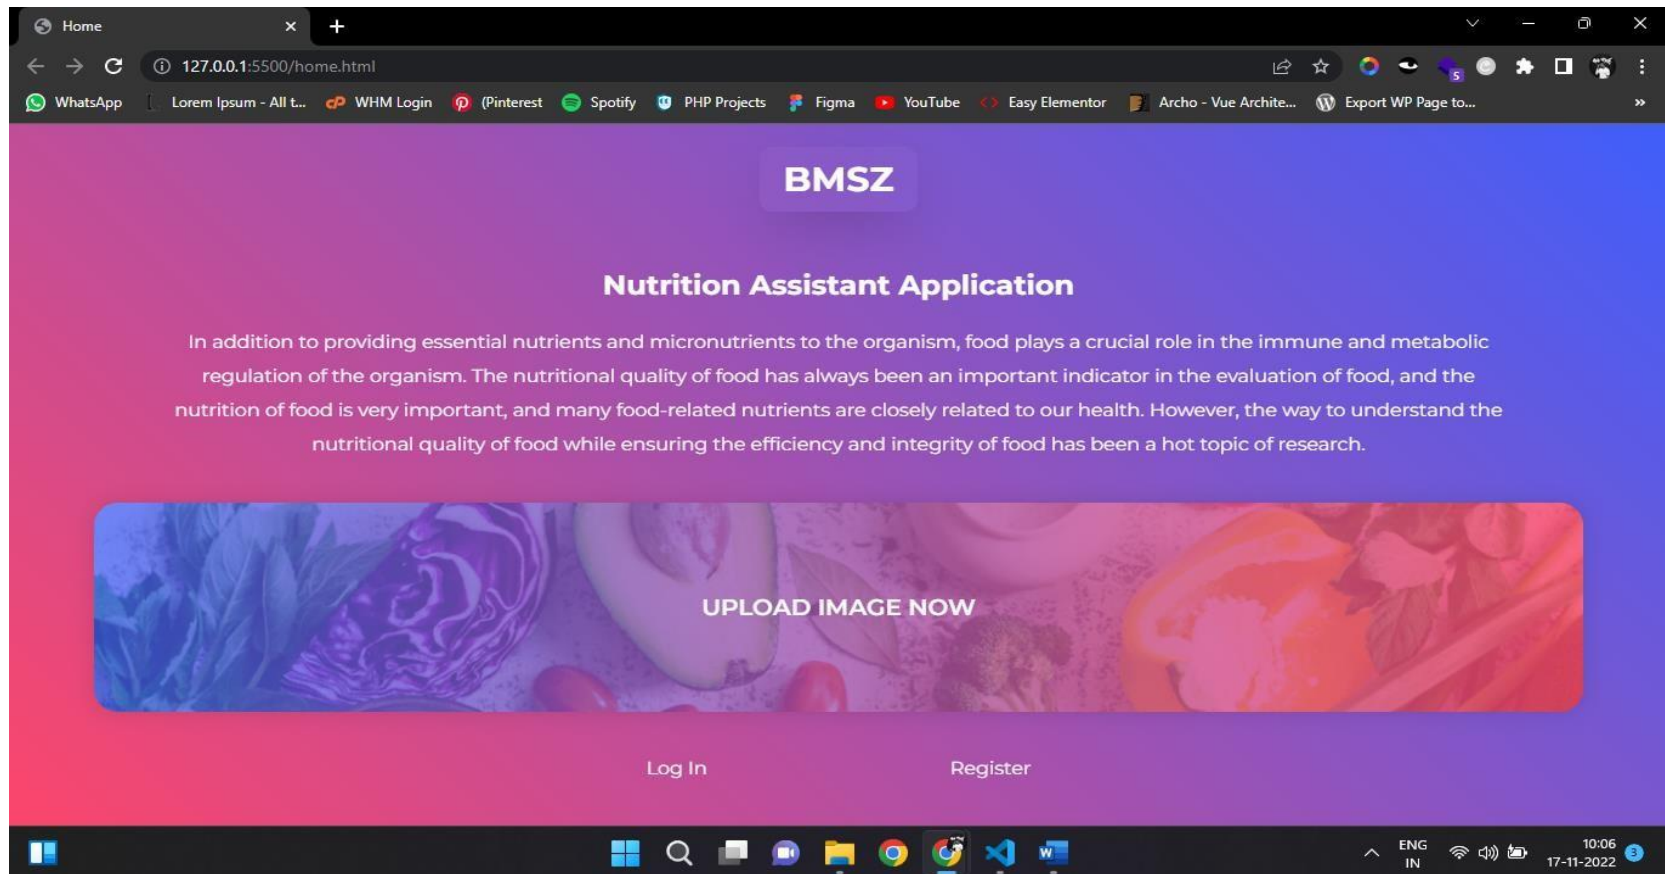 Home
127.0.0.1:5500/home.html
5
WhatsApp Lorem Ipsum - All t... cP WHM Login (Pinterest Spotify PHP Projects Figma YouTube Easy Elementor Archo - Vue Archite... Export WP Page to... »
BMSZ
Nutrition Assistant Application
In addition to providing essential nutrients and micronutrients to the organism, food plays a crucial role in the immune and metabolic
regulation of the organism. The nutritional quality of food has always been an important indicator in the evaluation of food, and the
nutrition of food is very important, and many food-related nutrients are closely related to our health. However, the way to understand the
nutritional quality of food while ensuring the efficiency and integrity of food has been a hot topic of research.
UPLOAD IMAGE NOW
Log In Register
ENG 10:06
IN 17-11-2022 3